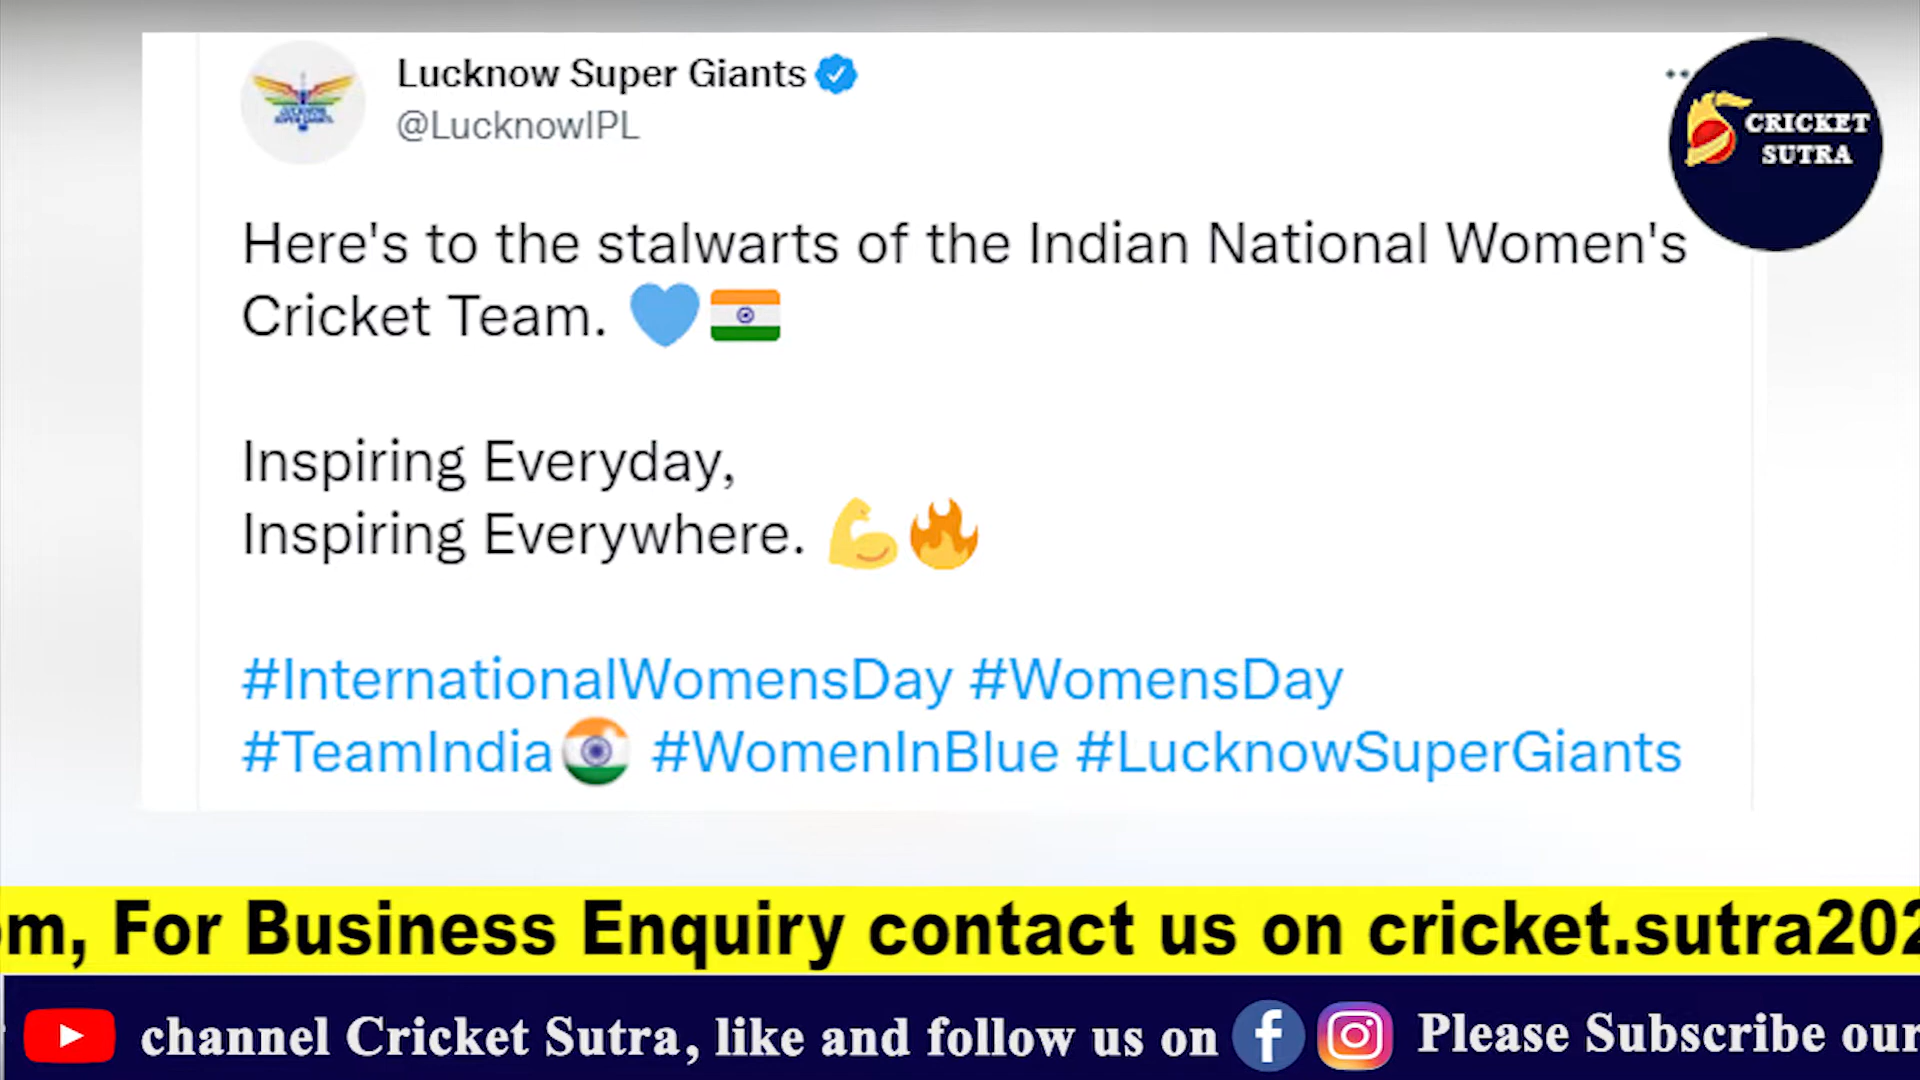 Lucknow Super Giants
@LucknowIPL
CRICKET
SUTRA
Here's to the stalwarts of the Indian National Women's
Cricket Team. 💙🇮🇳
Inspiring Everyday,
Inspiring Everywhere. 💪🔥
#InternationalWomensDay #WomensDay
#TeamIndia #WomenInBlue #LucknowSuperGiants
om, For Business Enquiry contact us on cricket.sutra202
channel Cricket Sutra, like and follow us on Please Subscribe our